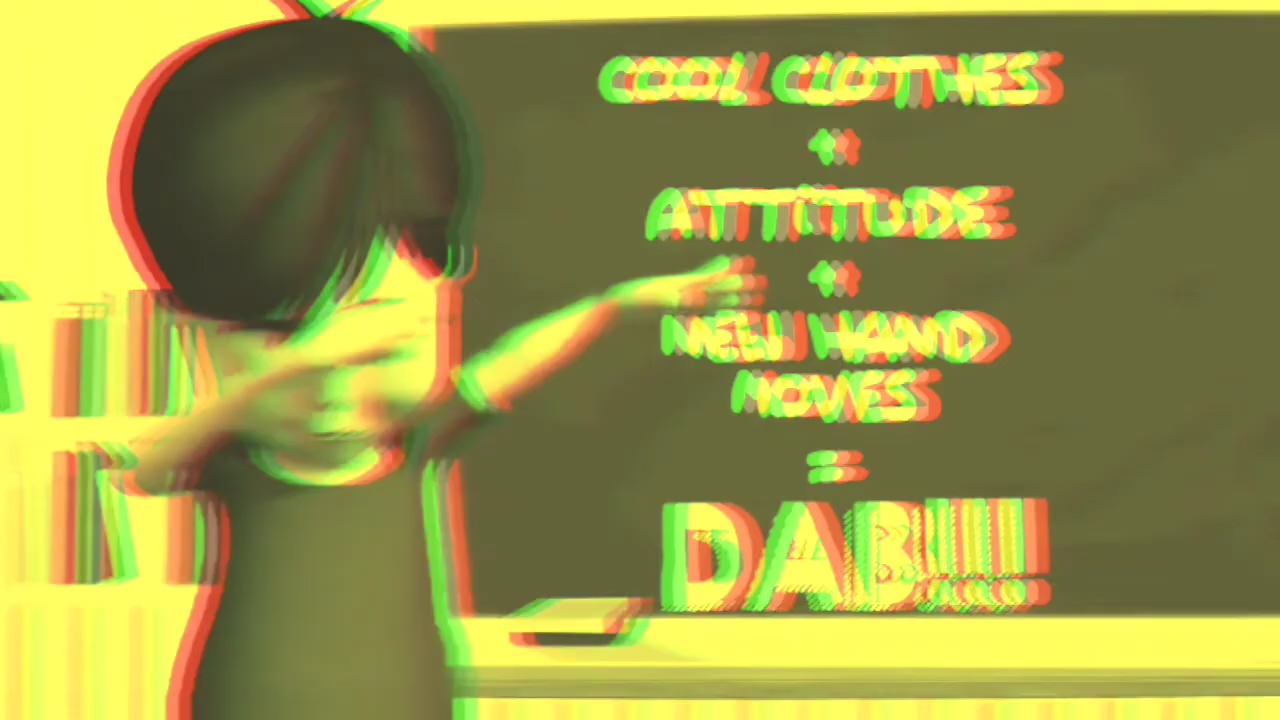 COOL CLOTHES
+
ATTITUDE
+
NEW HAND
MOVES
=
DAB!!!